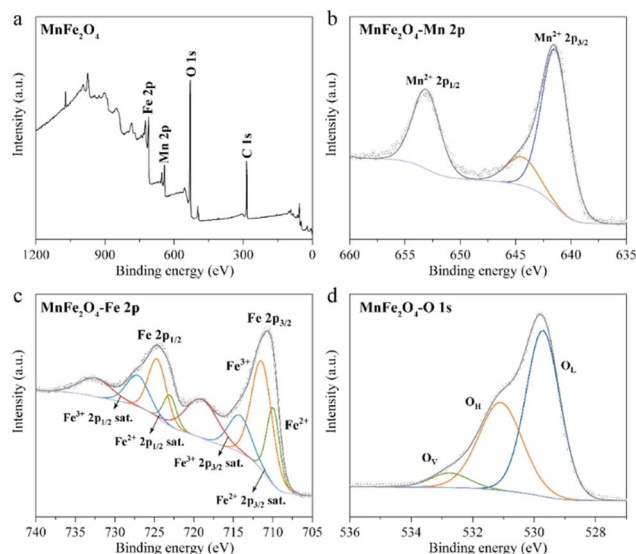 a
MnFe₂O₄
O 1s
Fe 2p
Mn 2p
C 1s
Intensity (a.u.)
1200 900 600 300 0
Binding energy (eV)
b
MnFe₂O₄-Mn 2p
Mn²⁺ 2p₃/₂
Mn²⁺ 2p₁/₂
Intensity (a.u.)
660 655 650 645 640 635
Binding energy (eV)
c
MnFe₂O₄-Fe 2p
Fe 2p₃/₂
Fe 2p₁/₂
Fe³⁺
Fe²⁺
Fe³⁺ 2p₁/₂ sat.
Fe²⁺ 2p₁/₂ sat.
Fe³⁺ 2p₃/₂ sat.
Fe²⁺ 2p₃/₂ sat.
Intensity (a.u.)
740 735 730 725 720 715 710 705
Binding energy (eV)
d
MnFe₂O₄-O 1s
O_L
O_H
O_V
Intensity (a.u.)
536 534 532 530 528
Binding energy (eV)